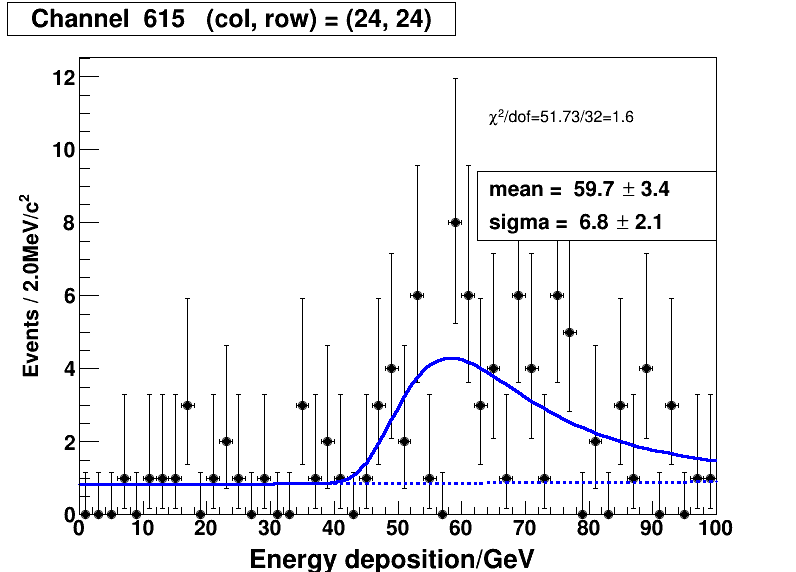 Channel 615 (col, row) = (24, 24)
χ²/dof=51.73/32=1.6
mean = 59.7 ± 3.4
sigma = 6.8 ± 2.1
Events / 2.0MeV/c²
12
10
8
6
4
2
0
0 10 20 30 40 50 60 70 80 90 100
Energy deposition/GeV